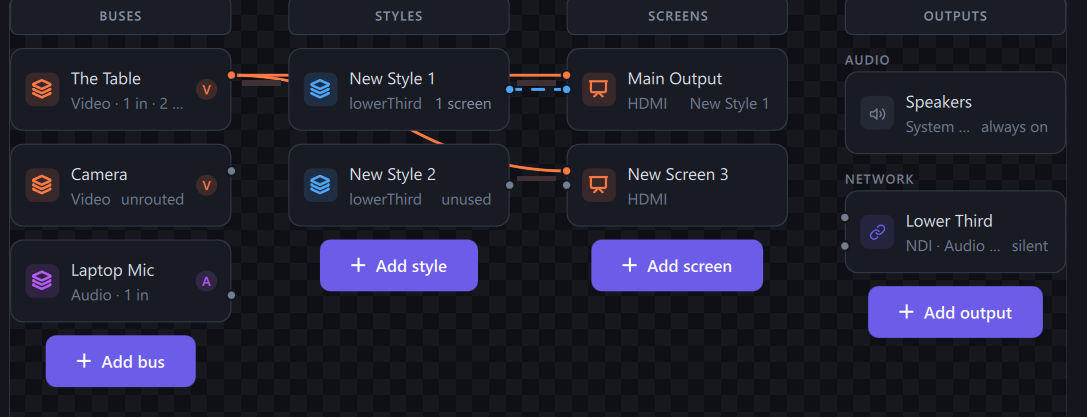 BUSES
The Table
Video · 1 in · 2 ...
V
Camera
Video unrouted
V
Laptop Mic
Audio · 1 in
A
+ Add bus
STYLES
New Style 1
lowerThird 1 screen
New Style 2
lowerThird unused
+ Add style
SCREENS
Main Output
HDMI New Style 1
New Screen 3
HDMI
+ Add screen
OUTPUTS
AUDIO
Speakers
System ... always on
NETWORK
Lower Third
NDI · Audio ... silent
+ Add output